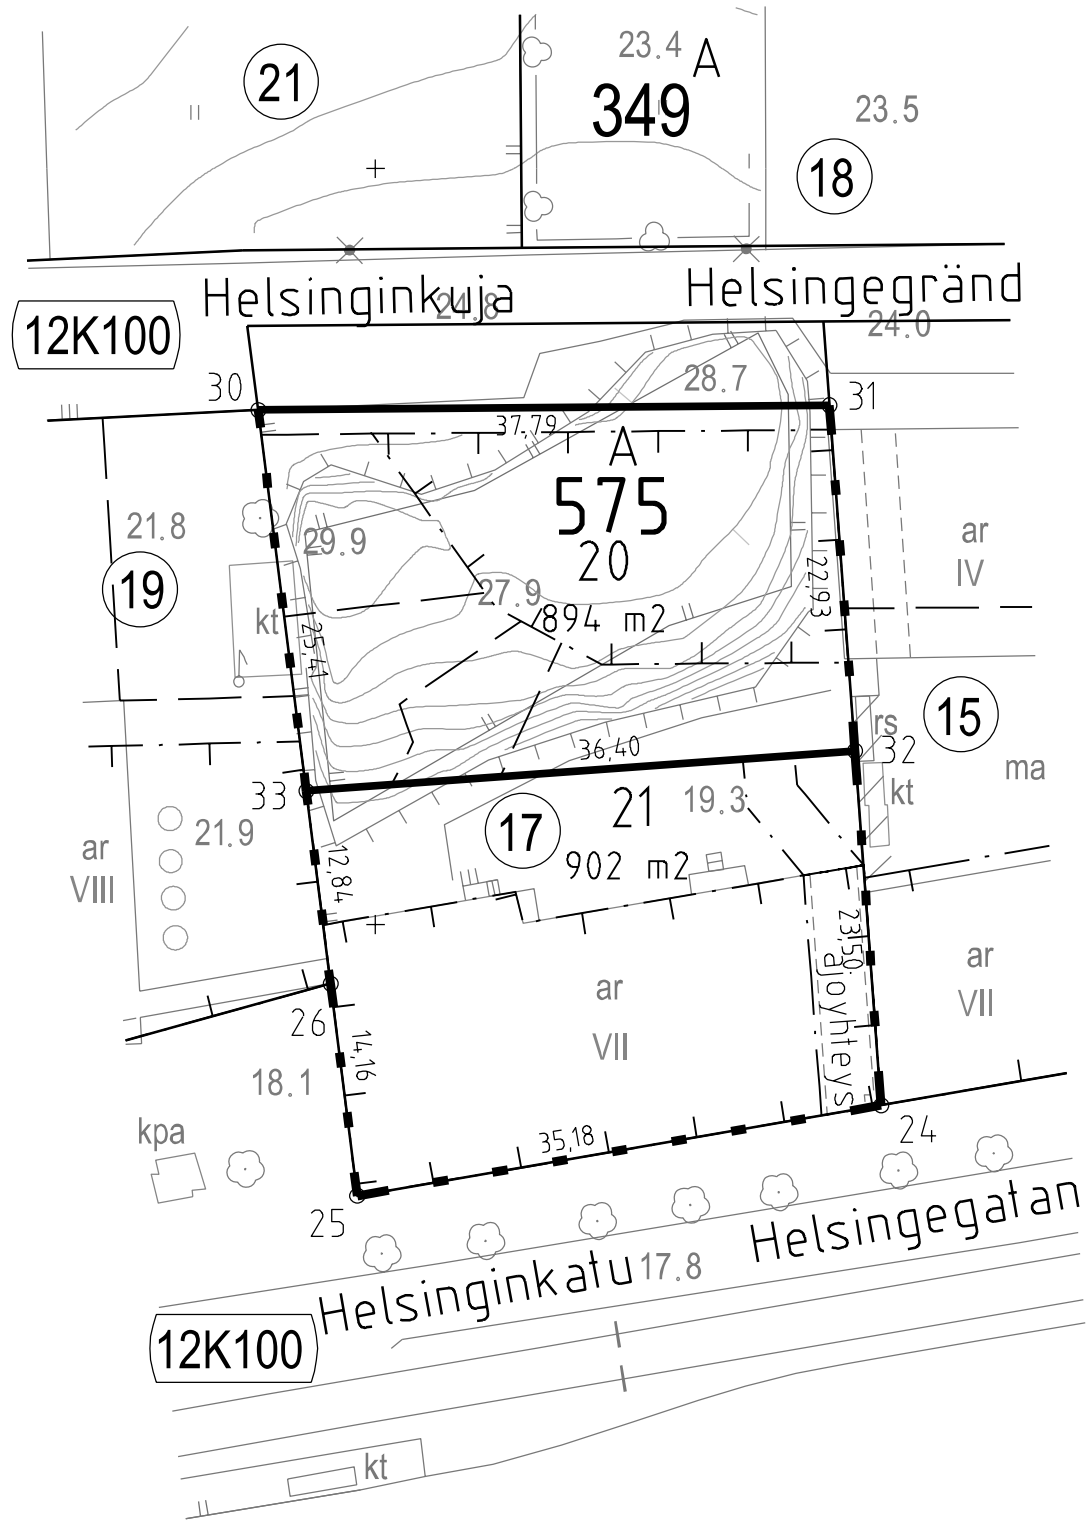 23.4
A
21
349
23.5
18
Helsinginkuja
Helsingegränd
24.8
12K100
24.0
28.7
30
31
37,79
A
575
21.8
29.9
20
ar
IV
19
27.9
22,93
kt
894 m2
25,41
15
rs
36,40
32
ma
33
kt
21
19.3
17
21.9
ar
VIII
12,84
902 m2
23,50
ajoyhteys
ar
VII
ar
VII
26
14,16
18.1
kpa
35,18
24
25
Helsingegatan
Helsinginkatu
17.8
12K100
kt